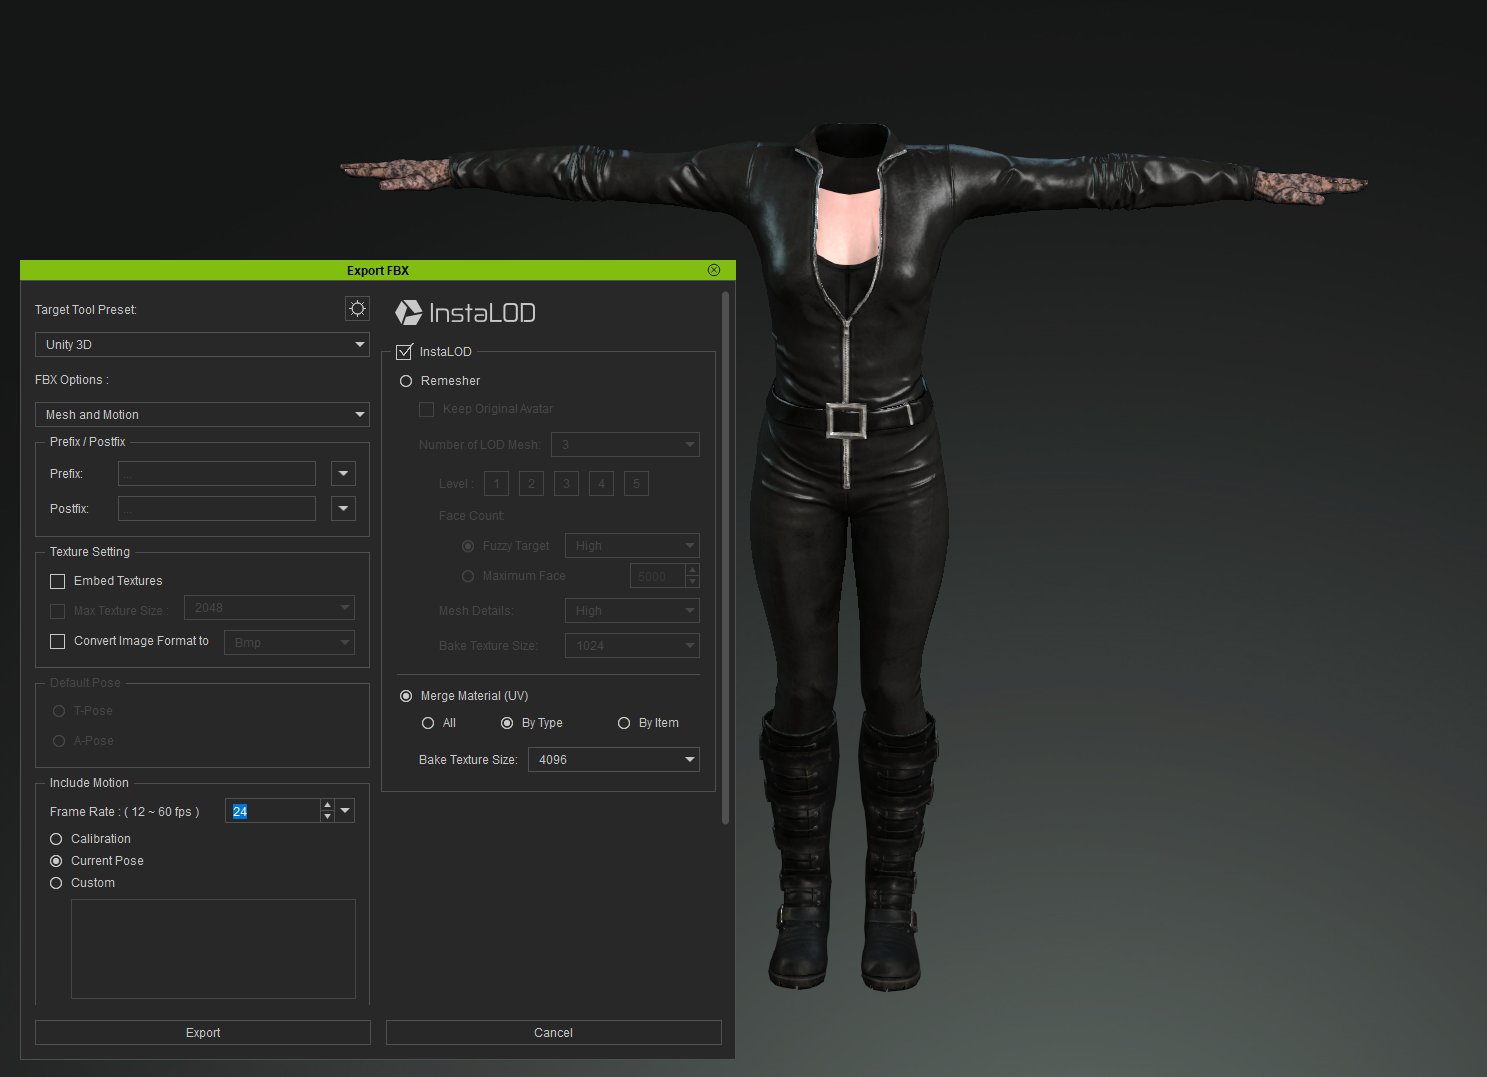 Export FBX
Target Tool Preset:
Unity 3D
FBX Options :
Mesh and Motion
Prefix / Postfix
Prefix:
...
Postfix:
...
Texture Setting
Embed Textures
Max Texture Size :
2048
Convert Image Format to
Bmp
Default Pose
T-Pose
A-Pose
Include Motion
Frame Rate : ( 12 ~ 60 fps )
24
Calibration
Current Pose
Custom
InstaLOD
InstaLOD
Remesher
Keep Original Avatar
Number of LOD Mesh:
3
Level :
1
2
3
4
5
Face Count:
Fuzzy Target
High
Maximum Face
5000
Mesh Details:
High
Bake Texture Size:
1024
Merge Material (UV)
All
By Type
By Item
Bake Texture Size:
4096
Export
Cancel